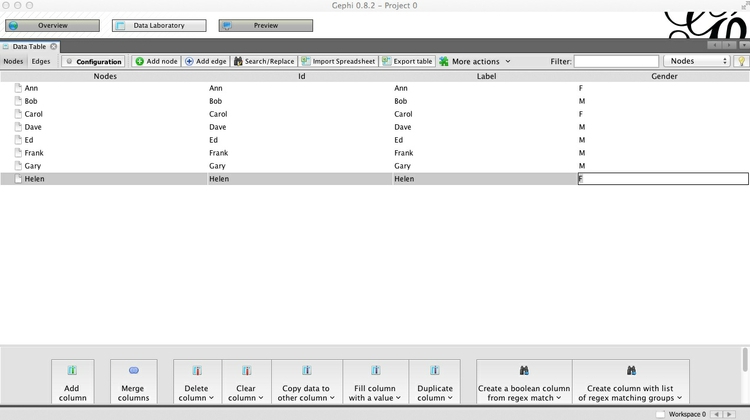 Gephi 0.8.2 - Project 0
Overview Data Laboratory Preview
Data Table
Nodes Edges Configuration Add node Add edge Search/Replace Import Spreadsheet Export table More actions Filter: Nodes
Nodes Id Label Gender
Ann Ann Ann F
Bob Bob Bob M
Carol Carol Carol F
Dave Dave Dave M
Ed Ed Ed M
Frank Frank Frank M
Gary Gary Gary M
Helen Helen Helen F
Add column Merge columns Delete column Clear column Copy data to other column Fill column with a value Duplicate column Create a boolean column from regex match Create column with list of regex matching groups
Workspace 0